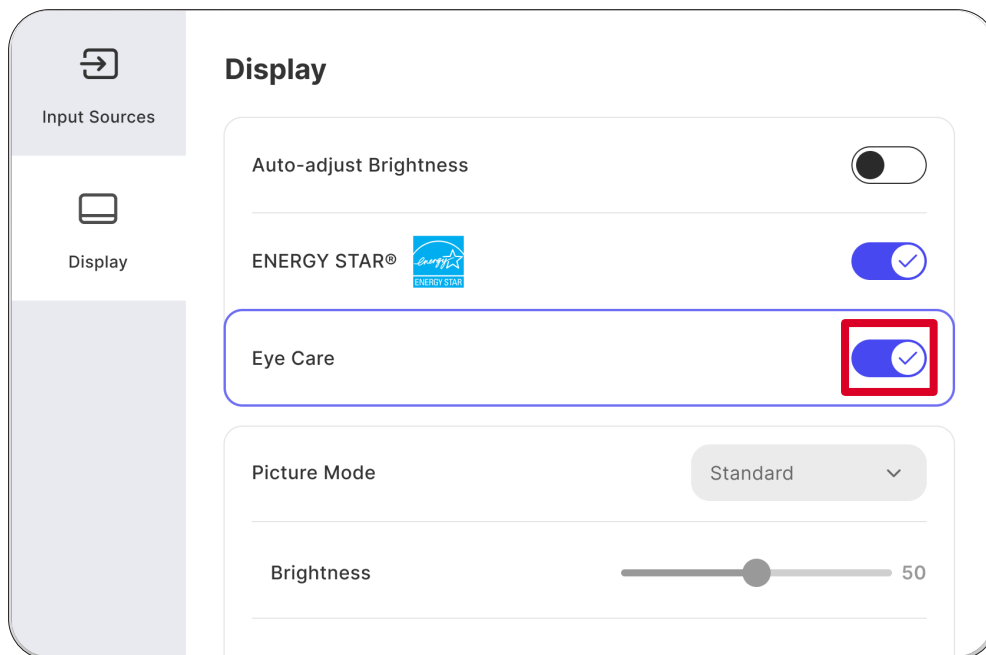 Input Sources
Display
Display
Auto-adjust Brightness
ENERGY STAR®
energy
ENERGY STAR
Eye Care
Picture Mode
Standard
Brightness
50